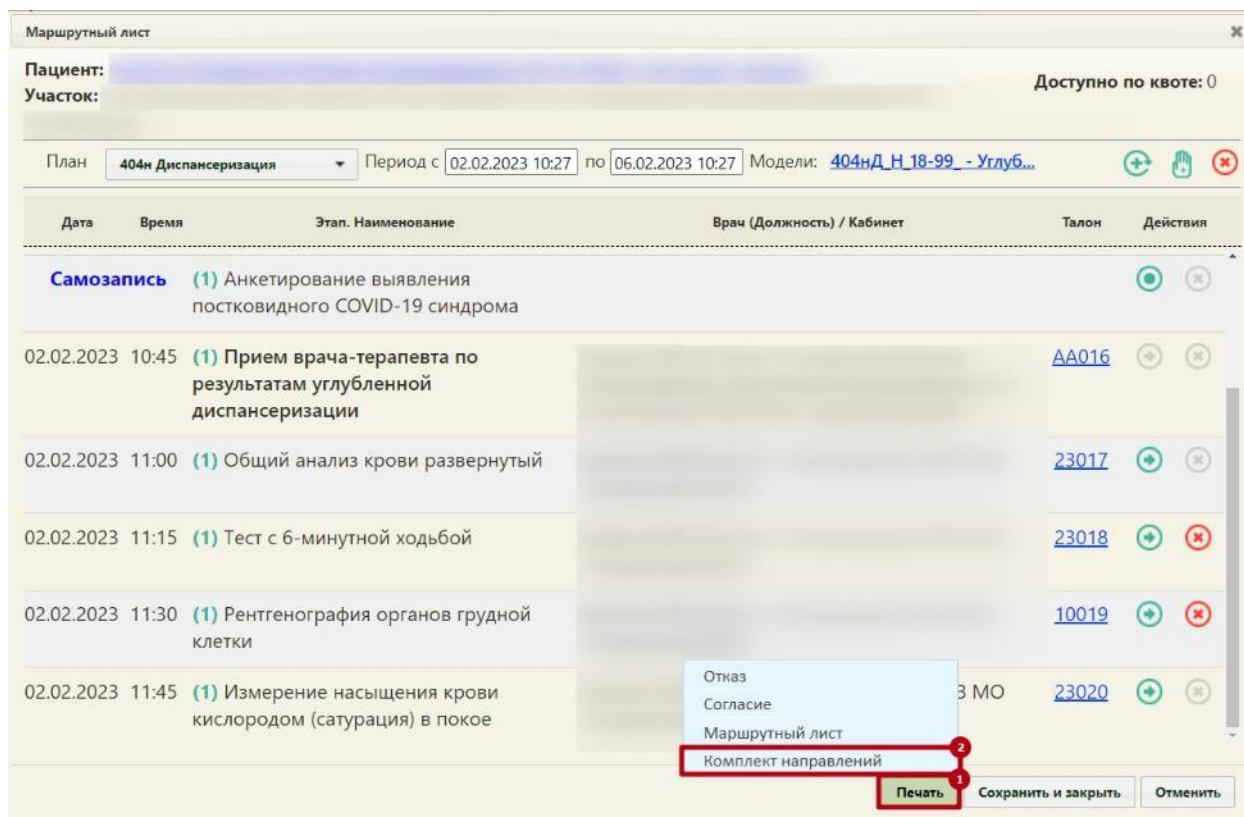 Маршрутный лист
Пациент:
Участок:
Доступно по квоте: 0
План 404н Диспансеризация Период с 02.02.2023 10:27 по 06.02.2023 10:27 Модели: 404нД_Н_18-99_ - Углуб...
Дата Время Этап. Наименование Врач (Должность) / Кабинет Талон Действия
Самозапись (1) Анкетирование выявления
постковидного COVID-19 синдрома
02.02.2023 10:45 (1) Прием врача-терапевта по AA016
результатам углубленной
диспансеризации
02.02.2023 11:00 (1) Общий анализ крови развернутый 23017
02.02.2023 11:15 (1) Тест с 6-минутной ходьбой 23018
02.02.2023 11:30 (1) Рентгенография органов грудной 10019
клетки
02.02.2023 11:45 (1) Измерение насыщения крови З МО 23020
кислородом (сатурация) в покое
Отказ
Согласие
Маршрутный лист
Комплект направлений 2
Печать 1 Сохранить и закрыть Отменить